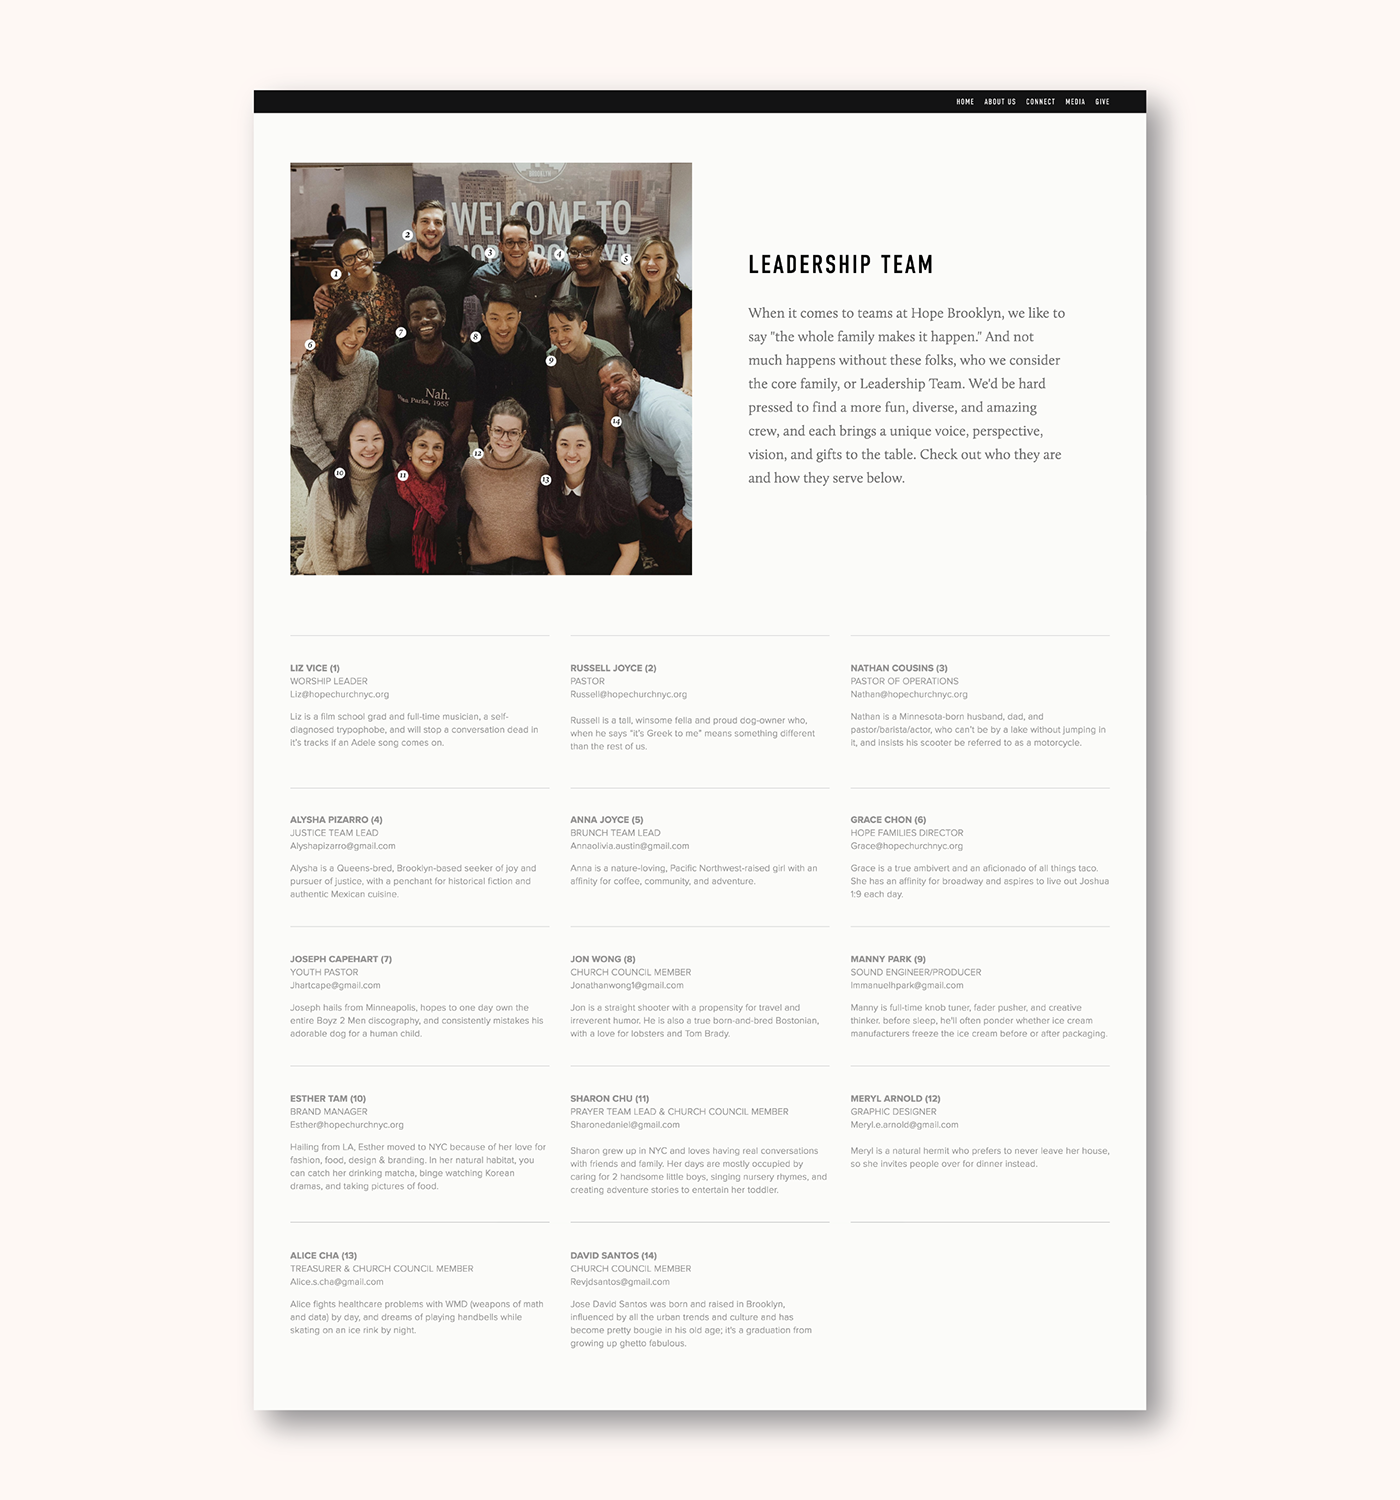 HOME ABOUT US CONNECT MEDIA GIVE
BROOKLYN
WELCOME TO
1
2
3
4
5
6
7
8
9
Nah.
Parks, 1955
14
10
11
12
13
LEADERSHIP TEAM
When it comes to teams at Hope Brooklyn, we like to
say "the whole family makes it happen." And not
much happens without these folks, who we consider
the core family, or Leadership Team. We'd be hard
pressed to find a more fun, diverse, and amazing
crew, and each brings a unique voice, perspective,
vision, and gifts to the table. Check out who they are
and how they serve below.
LIZ VICE (1)
WORSHIP LEADER
Liz@hopechurchnyc.org
Liz is a film school grad and full-time musician, a self-
diagnosed trypophobe, and will stop a conversation dead in
it's tracks if an Adele song comes on.
RUSSELL JOYCE (2)
PASTOR
Russell@hopechurchnyc.org
Russell is a tall, winsome fella and proud dog-owner who,
when he says "it's Greek to me" means something different
than the rest of us.
NATHAN COUSINS (3)
PASTOR OF OPERATIONS
Nathan@hopechurchnyc.org
Nathan is a Minnesota-born husband, dad, and
pastor/barista/actor, who can't be by a lake without jumping in
it, and insists his scooter be referred to as a motorcycle.
ALYSHA PIZARRO (4)
JUSTICE TEAM LEAD
Alyshapizarro@gmail.com
Alysha is a Queens-bred, Brooklyn-based seeker of joy and
pursuer of justice, with a penchant for historical fiction and
authentic Mexican cuisine.
ANNA JOYCE (5)
BRUNCH TEAM LEAD
Annaolivia.austin@gmail.com
Anna is a nature-loving, Pacific Northwest-raised girl with an
affinity for coffee, community, and adventure.
GRACE CHON (6)
HOPE FAMILIES DIRECTOR
Grace@hopechurchnyc.org
Grace is a true ambivert and an aficionado of all things taco.
She has an affinity for broadway and aspires to live out Joshua
1:9 each day.
JOSEPH CAPEHART (7)
YOUTH PASTOR
Jhartcape@gmail.com
Joseph hails from Minneapolis, hopes to one day own the
entire Boyz 2 Men discography, and consistently mistakes his
adorable dog for a human child.
JON WONG (8)
CHURCH COUNCIL MEMBER
Jonathanwong1@gmail.com
Jon is a straight shooter with a propensity for travel and
irreverent humor. He is also a true born-and-bred Bostonian,
with a love for lobsters and Tom Brady.
MANNY PARK (9)
SOUND ENGINEER/PRODUCER
Immanuelhpark@gmail.com
Manny is full-time knob tuner, fader pusher, and creative
thinker. before sleep, he'll often ponder whether ice cream
manufacturers freeze the ice cream before or after packaging.
ESTHER TAM (10)
BRAND MANAGER
Esther@hopechurchnyc.org
Hailing from LA, Esther moved to NYC because of her love for
fashion, food, design & branding. In her natural habitat, you
can catch her drinking matcha, binge watching Korean
dramas, and taking pictures of food.
SHARON CHU (11)
PRAYER TEAM LEAD & CHURCH COUNCIL MEMBER
Sharonedaniel@gmail.com
Sharon grew up in NYC and loves having real conversations
with friends and family. Her days are mostly occupied by
caring for 2 handsome little boys, singing nursery rhymes, and
creating adventure stories to entertain her toddler.
MERYL ARNOLD (12)
GRAPHIC DESIGNER
Meryl.e.arnold@gmail.com
Meryl is a natural hermit who prefers to never leave her house,
so she invites people over for dinner instead.
ALICE CHA (13)
TREASURER & CHURCH COUNCIL MEMBER
Alice.s.cha@gmail.com
Alice fights healthcare problems with WMD (weapons of math
and data) by day, and dreams of playing handbells while
skating on an ice rink by night.
DAVID SANTOS (14)
CHURCH COUNCIL MEMBER
Revjdsantos@gmail.com
Jose David Santos was born and raised in Brooklyn,
influenced by all the urban trends and culture and has
become pretty bougie in his old age; it's a graduation from
growing up ghetto fabulous.